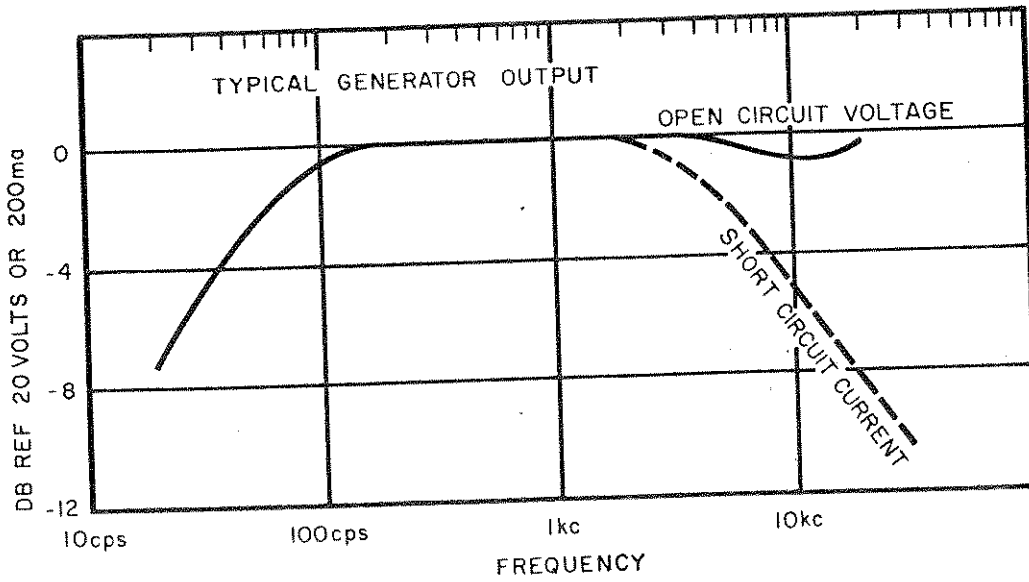 TYPICAL GENERATOR OUTPUT
OPEN CIRCUIT VOLTAGE
SHORT CIRCUIT CURRENT
DB REF 20 VOLTS OR 200ma
0
-4
-8
-12
10cps
100cps
1kc
10kc
FREQUENCY